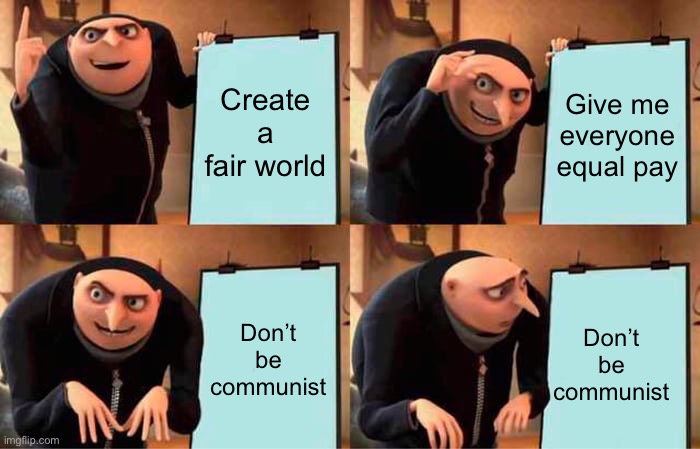 Create
a
fair world
Give me
everyone
equal pay
Don’t
be
communist
Don’t
be
communist
imgflip.com